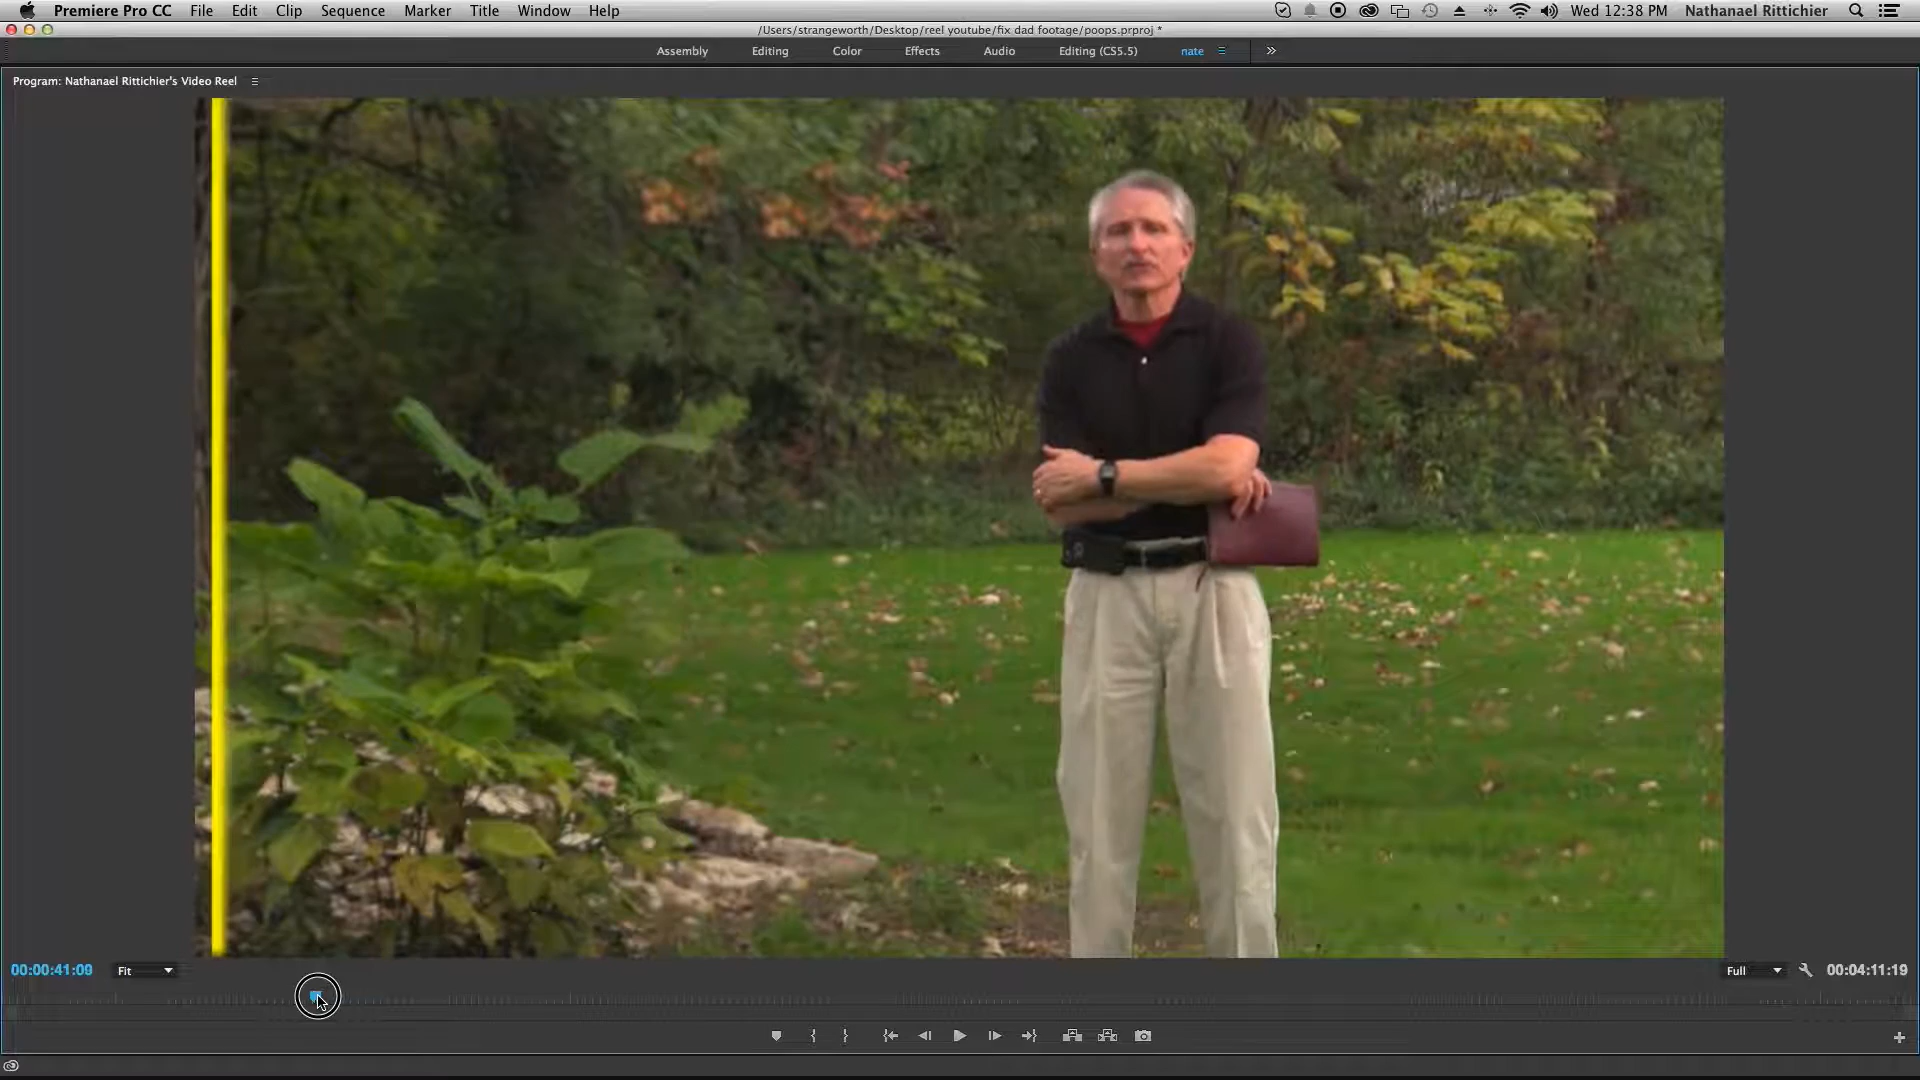 Premiere Pro CC File Edit Clip Sequence Marker Title Window Help Wed 12:38 PM Nathanael Rittichier
/Users/strangeworth/Desktop/reel youtube/fix dad footage/poops.prproj *
Assembly Editing Color Effects Audio Editing (CS5.5) nate
Program: Nathanael Rittichier's Video Reel
00:00:41:09 Fit Full 00:04:11:19